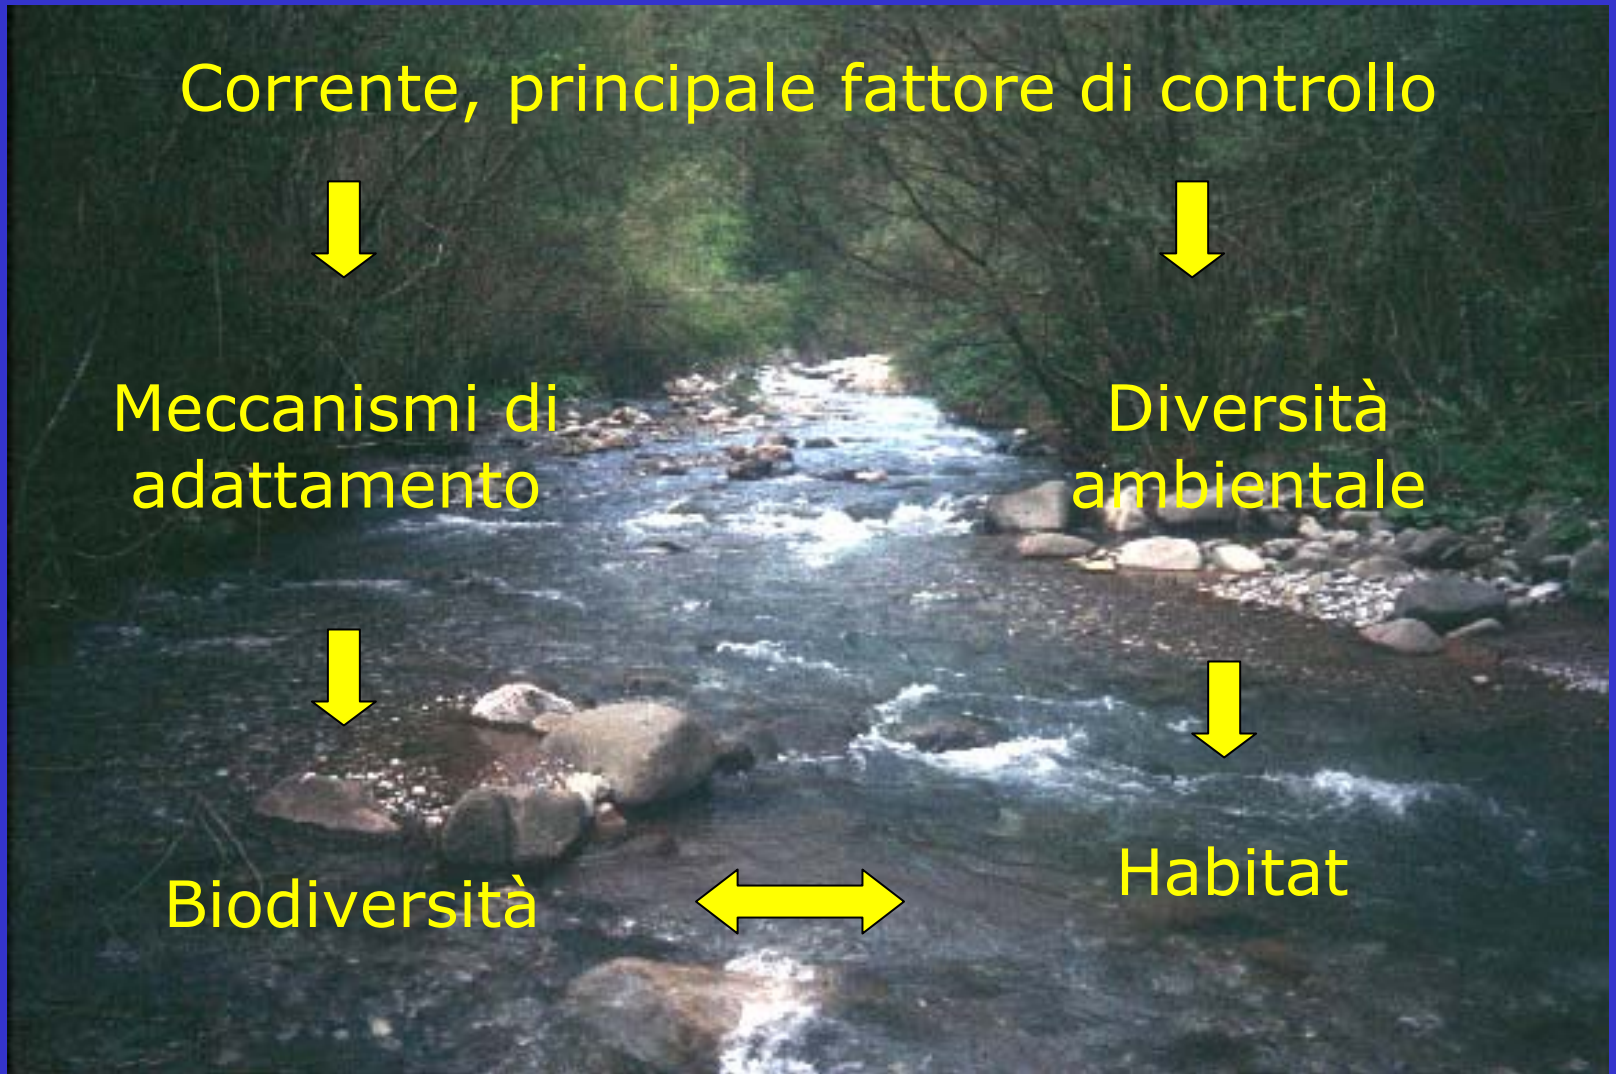 Corrente, principale fattore di controllo
Meccanismi di
adattamento
Diversità
ambientale
Biodiversità
Habitat